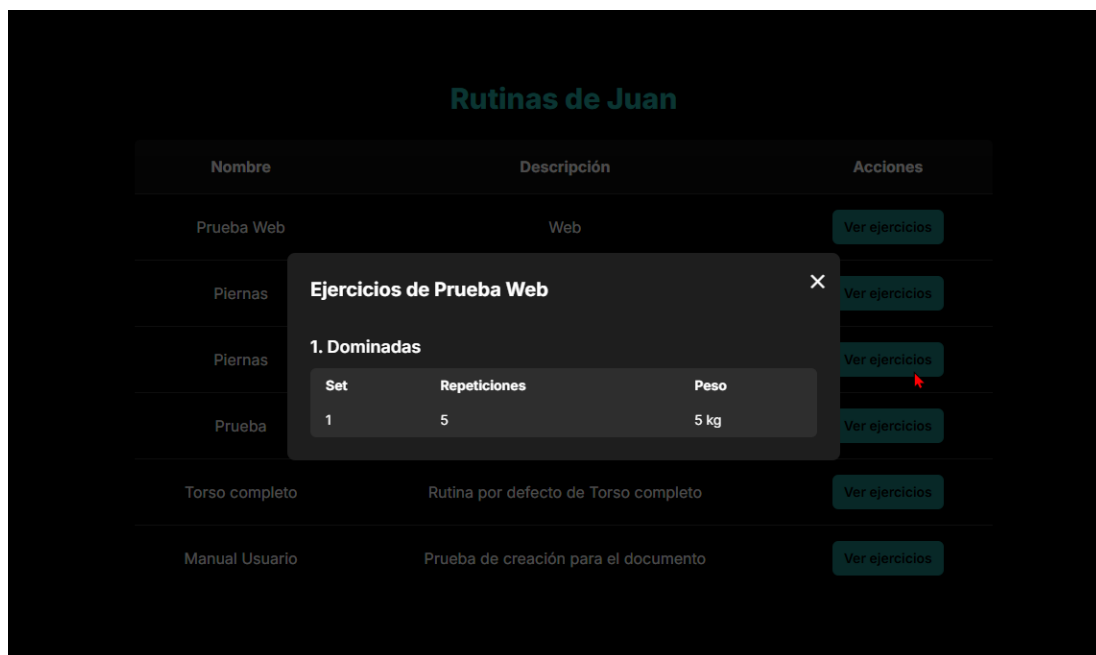 Rutinas de Juan
Nombre Descripción Acciones
Prueba Web Web Ver ejercicios
Piernas Ver ejercicios
Piernas Ver ejercicios
Prueba Ver ejercicios
Torso completo Rutina por defecto de Torso completo Ver ejercicios
Manual Usuario Prueba de creación para el documento Ver ejercicios
Ejercicios de Prueba Web ×
1. Dominadas
Set Repeticiones Peso
1 5 5 kg